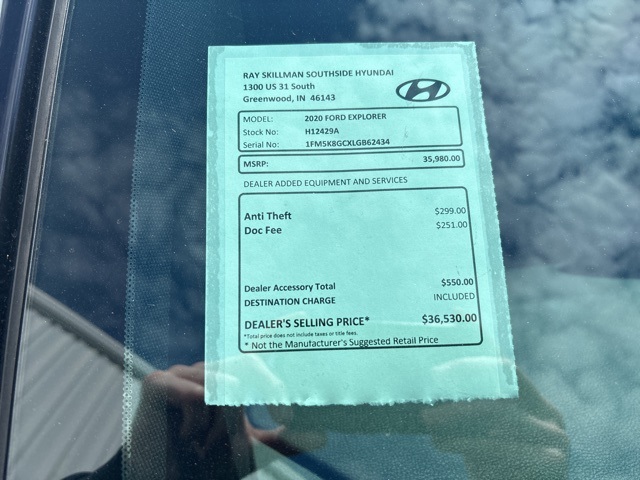 RAY SKILLMAN SOUTHSIDE HYUNDAI
1300 US 31 South
Greenwood, IN 46143
MODEL: 2020 FORD EXPLORER
Stock No: H12429A
Serial No: 1FM5K8GCXLGB62434
MSRP: 35,980.00
DEALER ADDED EQUIPMENT AND SERVICES
Anti Theft $299.00
Doc Fee $251.00
Dealer Accessory Total $550.00
DESTINATION CHARGE INCLUDED
DEALER'S SELLING PRICE* $36,530.00
*Total price does not include taxes or title fees.
* Not the Manufacturer's Suggested Retail Price